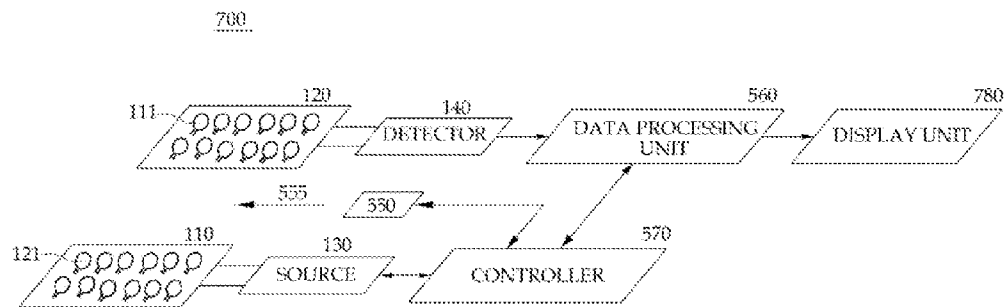 700
120
111
140
DETECTOR
560
DATA PROCESSING
UNIT
780
DISPLAY UNIT
555
550
110
121
130
SOURCE
570
CONTROLLER